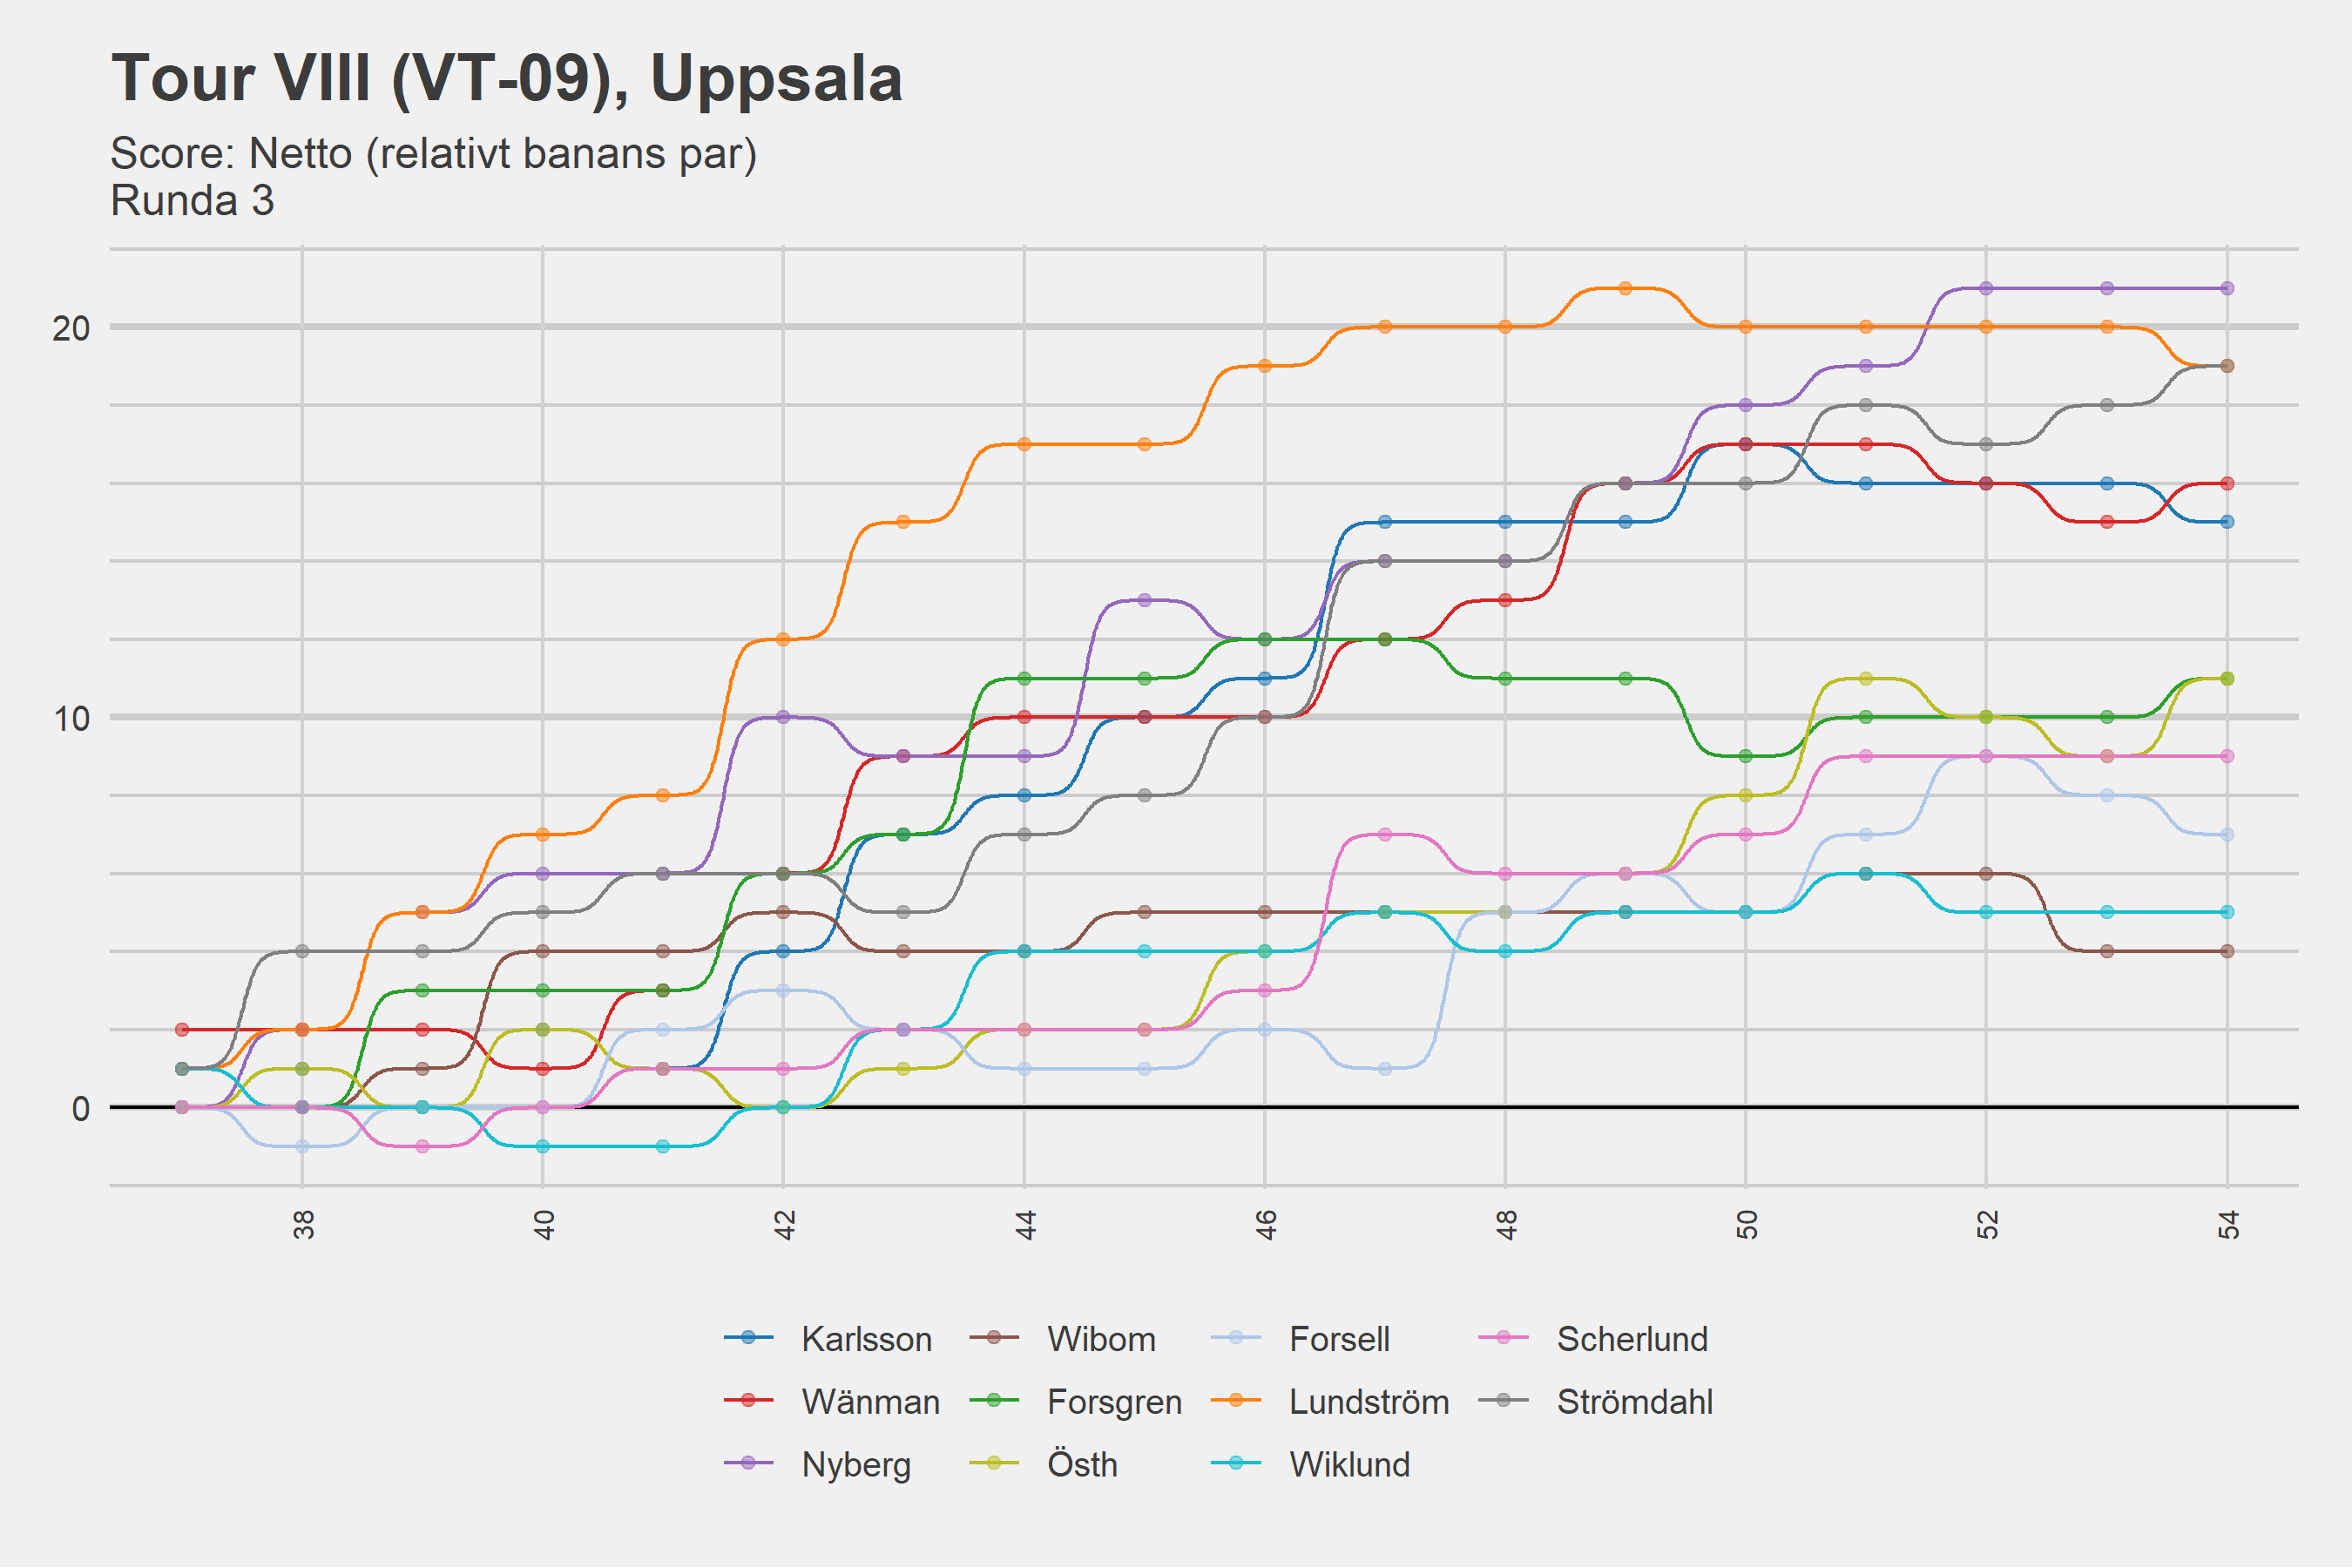 Tour VIII (VT-09), Uppsala
Score: Netto (relativt banans par)
Runda 3
20
10
0
38 40 42 44 46 48 50 52 54
Karlsson Wibom Forsell Scherlund
Wänman Forsgren Lundström Strömdahl
Nyberg Östh Wiklund